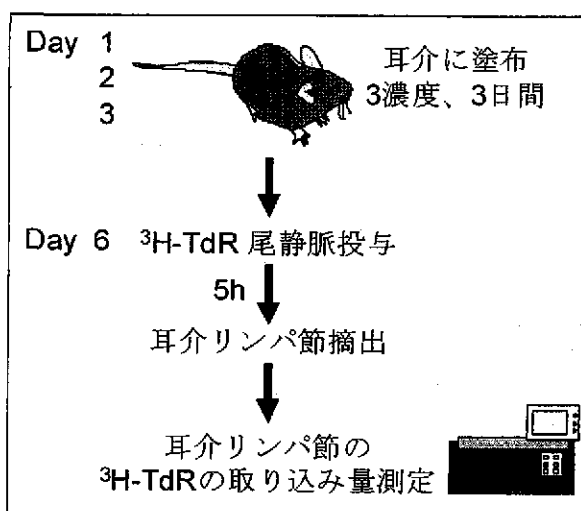 Day 1 耳介に塗布
2 3濃度、3日間
3
Day 6 ³H-TdR 尾静脈投与
5h
耳介リンパ節摘出
耳介リンパ節の
³H-TdRの取り込み量測定